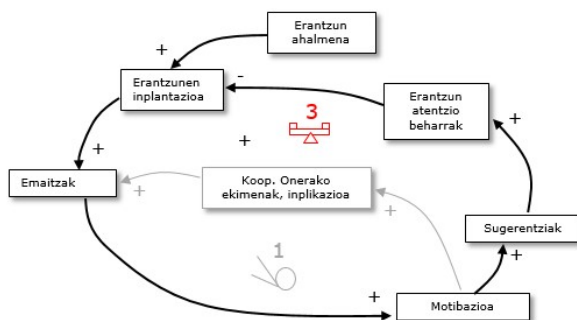 Erantzun
ahalmena
+
Erantzunen
inplantazioa
-
Erantzun
atentzio
beharrak
3
+
+
+
Emaitzak
+
Koop. Onerako
ekimenak, inplikazioa
+
Sugerentziak
1
+
+
Motibazioa